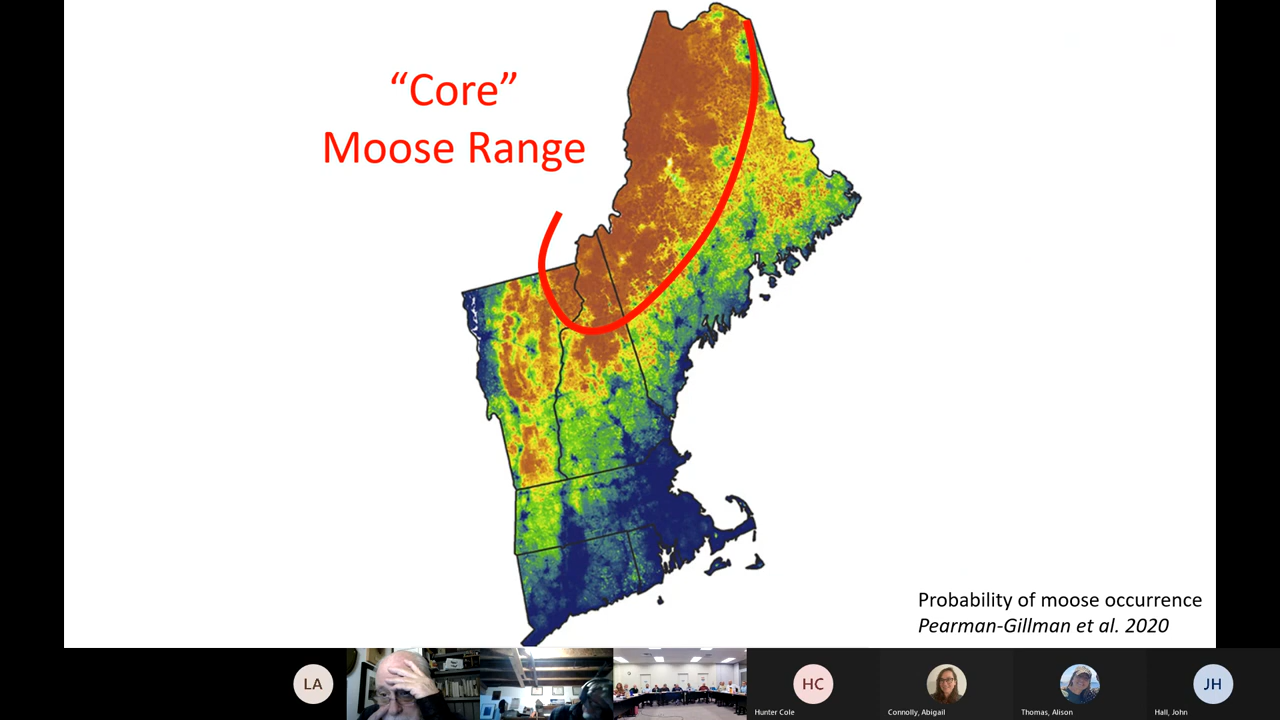 “Core”
Moose Range
Probability of moose occurrence
Pearman-Gillman et al. 2020
LA
HC
JH
Hunter Cole
Connolly, Abigail
Thomas, Alison
Hall, John